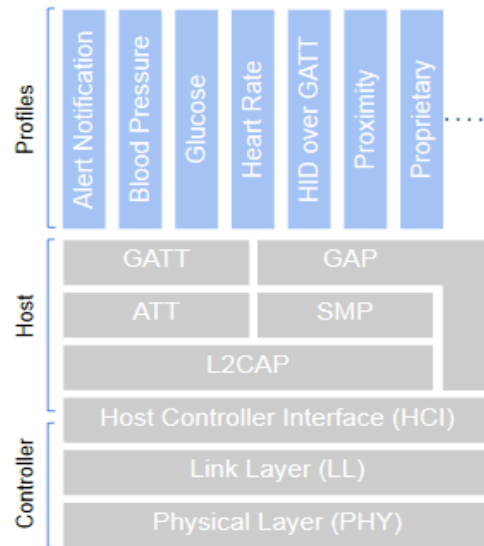 Profiles
Alert Notification
Blood Pressure
Glucose
Heart Rate
HID over GATT
Proximity
Proprietary
Host
GATT
GAP
ATT
SMP
L2CAP
Host Controller Interface (HCI)
Controller
Link Layer (LL)
Physical Layer (PHY)